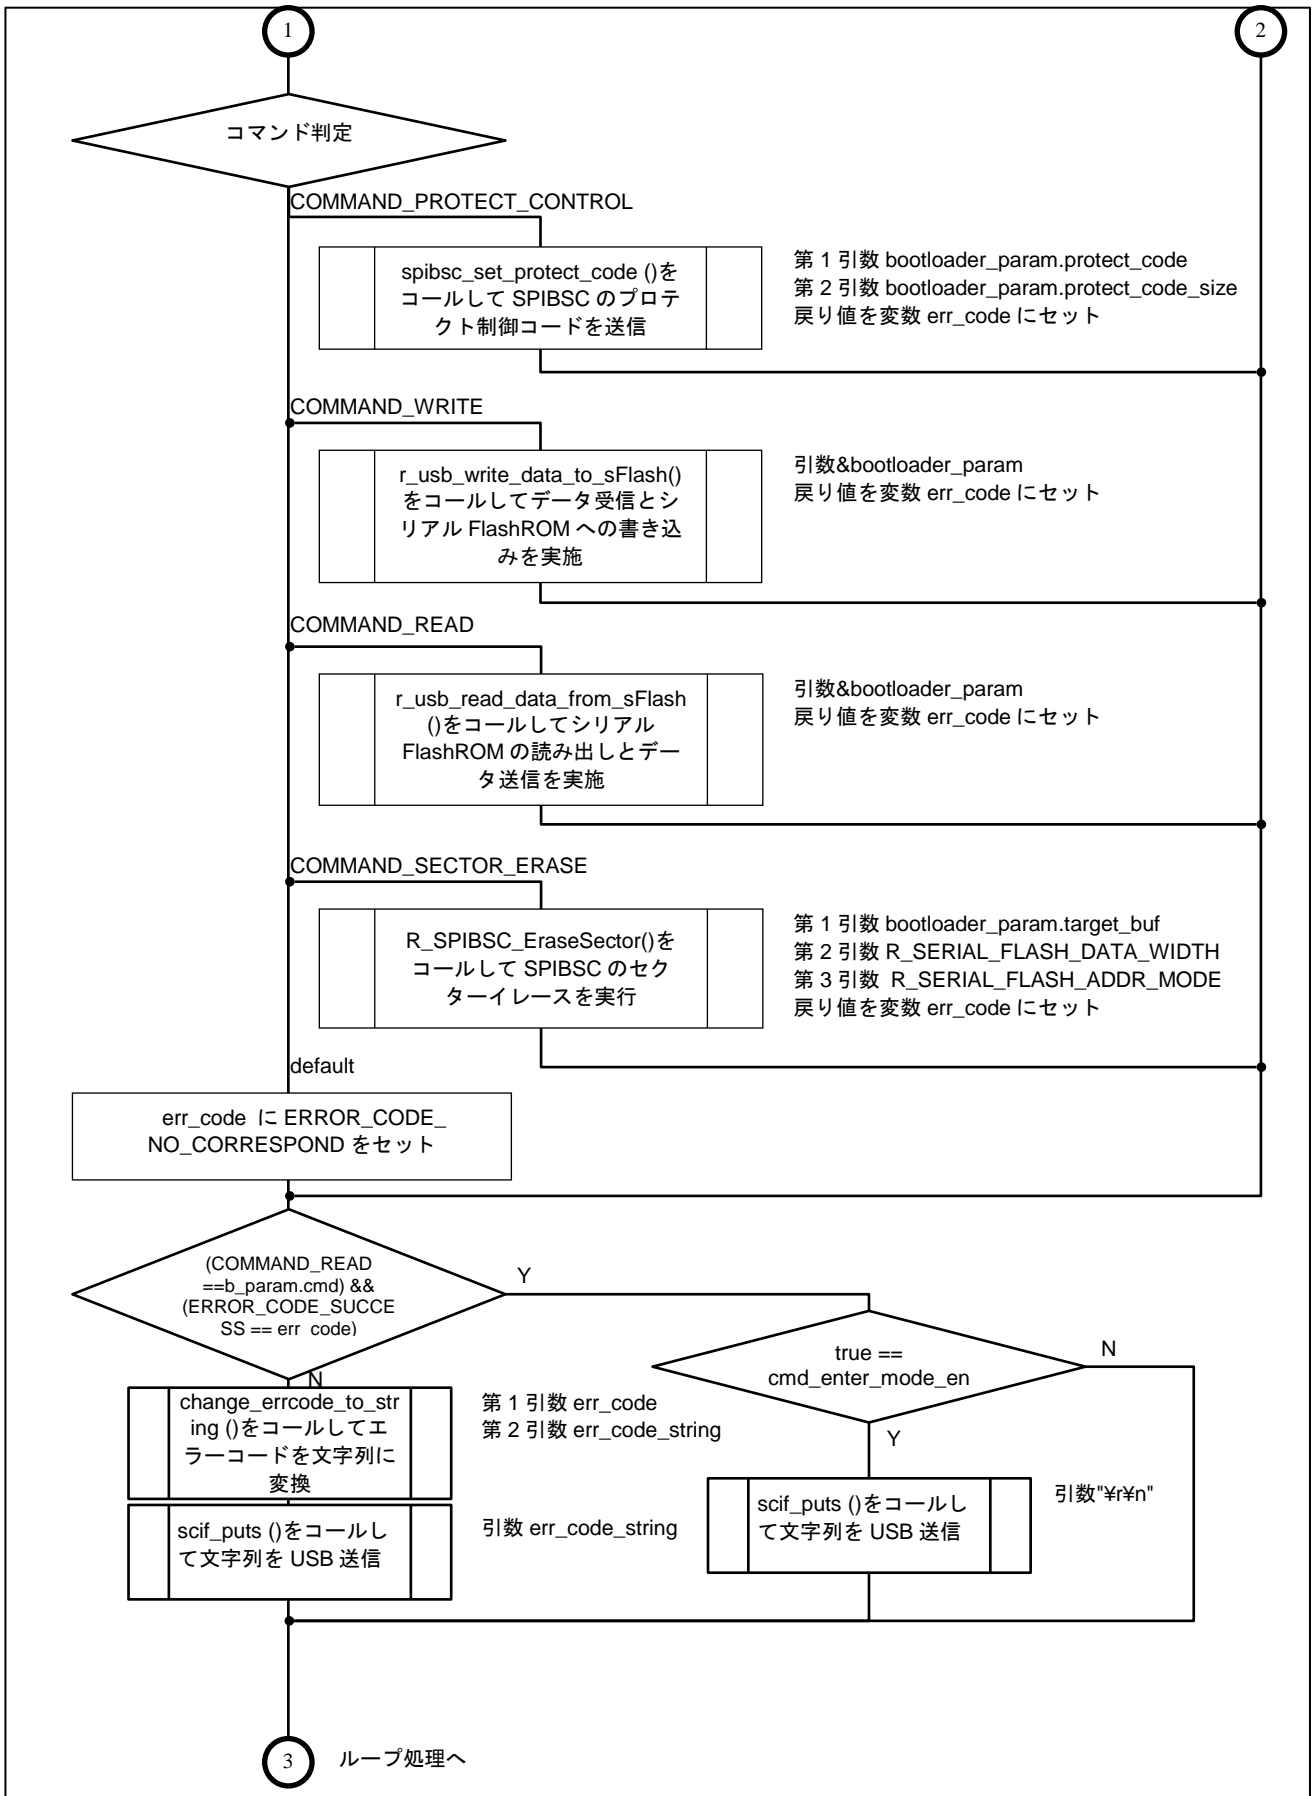 1
2
コマンド判定
COMMAND_PROTECT_CONTROL
spibsc_set_protect_code ()を
コールして SPIBSC のプロテ
クト制御コードを送信
第 1 引数 bootloader_param.protect_code
第 2 引数 bootloader_param.protect_code_size
戻り値を変数 err_code にセット
COMMAND_WRITE
r_usb_write_data_to_sFlash()
をコールしてデータ受信とシ
リアル FlashROM への書き込
みを実施
引数&bootloader_param
戻り値を変数 err_code にセット
COMMAND_READ
r_usb_read_data_from_sFlash
()をコールしてシリアル
FlashROM の読み出しとデー
タ送信を実施
引数&bootloader_param
戻り値を変数 err_code にセット
COMMAND_SECTOR_ERASE
R_SPIBSC_EraseSector()を
コールして SPIBSC のセク
ターイレースを実行
第 1 引数 bootloader_param.target_buf
第 2 引数 R_SERIAL_FLASH_DATA_WIDTH
第 3 引数 R_SERIAL_FLASH_ADDR_MODE
戻り値を変数 err_code にセット
default
err_code に ERROR_CODE_
NO_CORRESPOND をセット
(COMMAND_READ
==b_param.cmd) &&
(ERROR_CODE_SUCCE
SS == err_code)
Y
N
true ==
cmd_enter_mode_en
N
Y
change_errcode_to_str
ing ()をコールしてエ
ラーコードを文字列に
変換
第 1 引数 err_code
第 2 引数 err_code_string
scif_puts ()をコールし
て文字列を USB 送信
引数 err_code_string
scif_puts ()をコールし
て文字列を USB 送信
引数"¥r¥n"
3
ループ処理へ